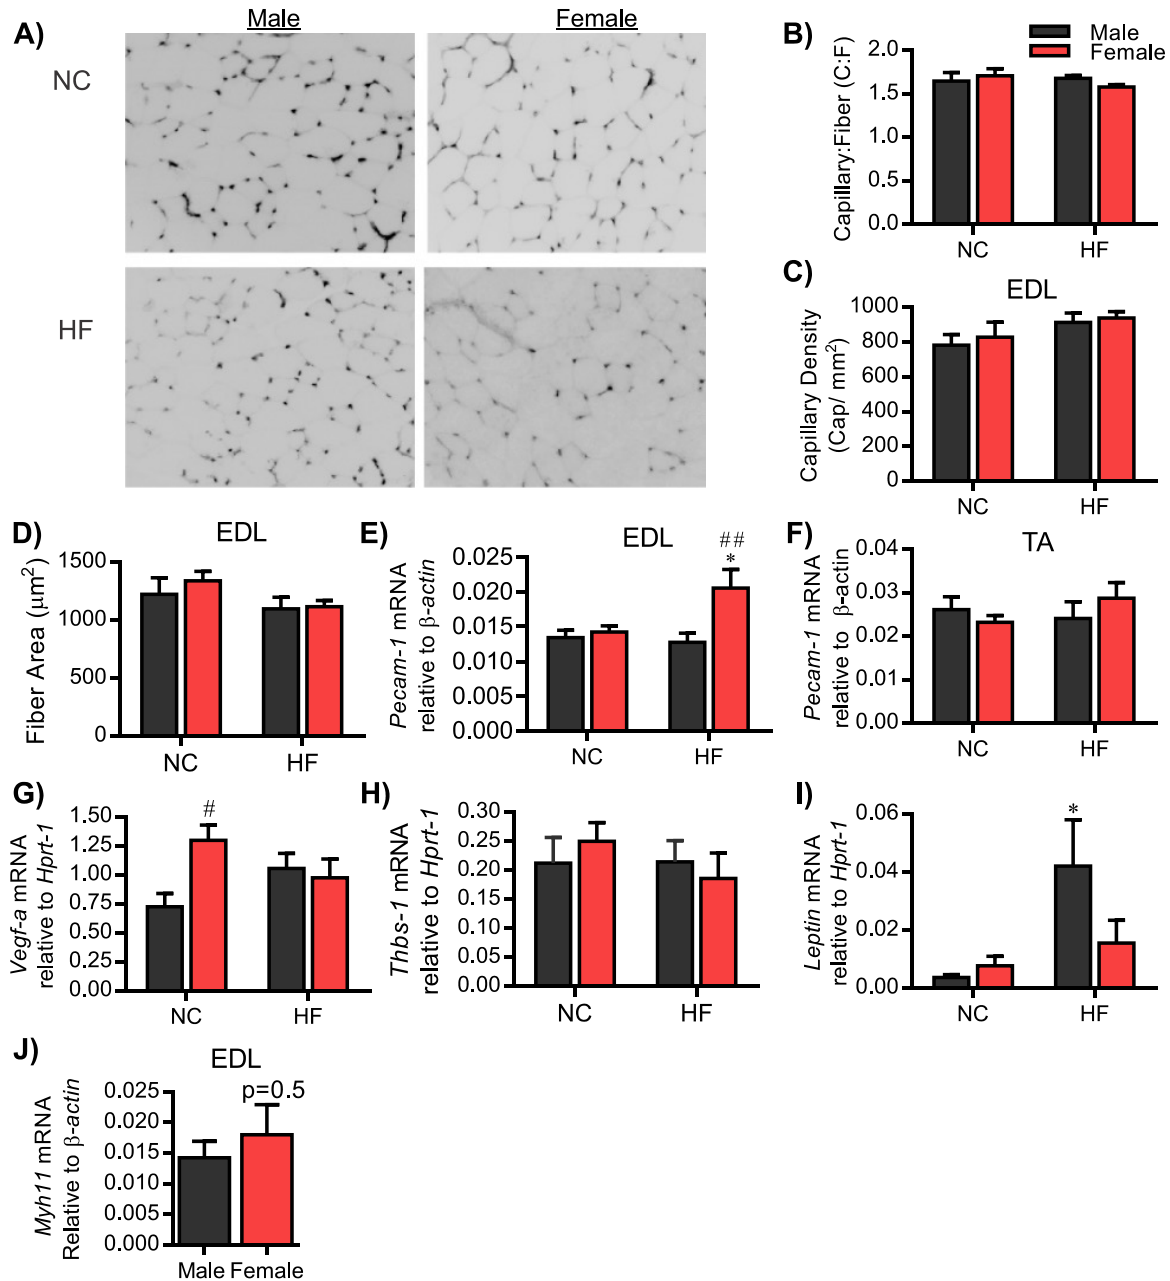 A)
Male
Female
NC
HF
B)
Male
Female
Capillary:Fiber (C:F)
2.0
1.5
1.0
0.5
0.0
NC
HF
C)
EDL
Capillary Density
(Cap/ mm²)
1000
800
600
400
200
0
NC
HF
D)
EDL
Fiber Area (μm²)
1500
1000
500
0
NC
HF
E)
EDL
Pecam-1 mRNA
relative to β-actin
0.025
0.020
0.015
0.010
0.005
0.000
##
*
NC
HF
F)
TA
Pecam-1 mRNA
relative to β-actin
0.04
0.03
0.02
0.01
0.00
NC
HF
G)
Vegf-a mRNA
relative to Hprt-1
1.50
1.25
1.00
0.75
0.50
0.25
0.00
#
NC
HF
H)
Thbs-1 mRNA
relative to Hprt-1
0.30
0.25
0.20
0.15
0.10
0.05
0.00
NC
HF
I)
Leptin mRNA
relative to Hprt-1
0.06
0.04
0.02
0.00
*
NC
HF
J)
EDL
Myh11 mRNA
Relative to β-actin
0.025
0.020
0.015
0.010
0.005
0.000
p=0.5
Male Female